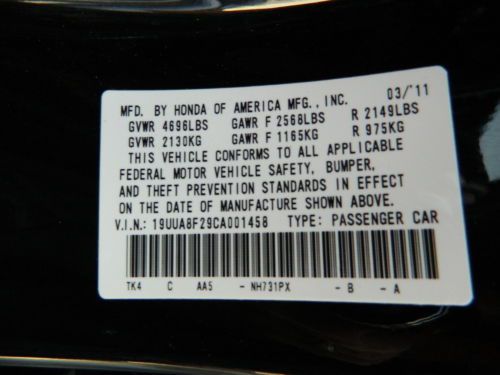 MFD. BY HONDA OF AMERICA MFG., INC. 03/'11
GVWR 4696LBS GAWR F 2568LBS R 2149LBS
GVWR 2130KG GAWR F 1165KG R 975KG
THIS VEHICLE CONFORMS TO ALL APPLICABLE
FEDERAL MOTOR VEHICLE SAFETY, BUMPER,
AND THEFT PREVENTION STANDARDS IN EFFECT
ON THE DATE OF MANUFACTURE SHOWN ABOVE.
V.I.N.: 19UUA8F29CA001458 TYPE: PASSENGER CAR
TK4 C AA5 - NH731PX - B - A